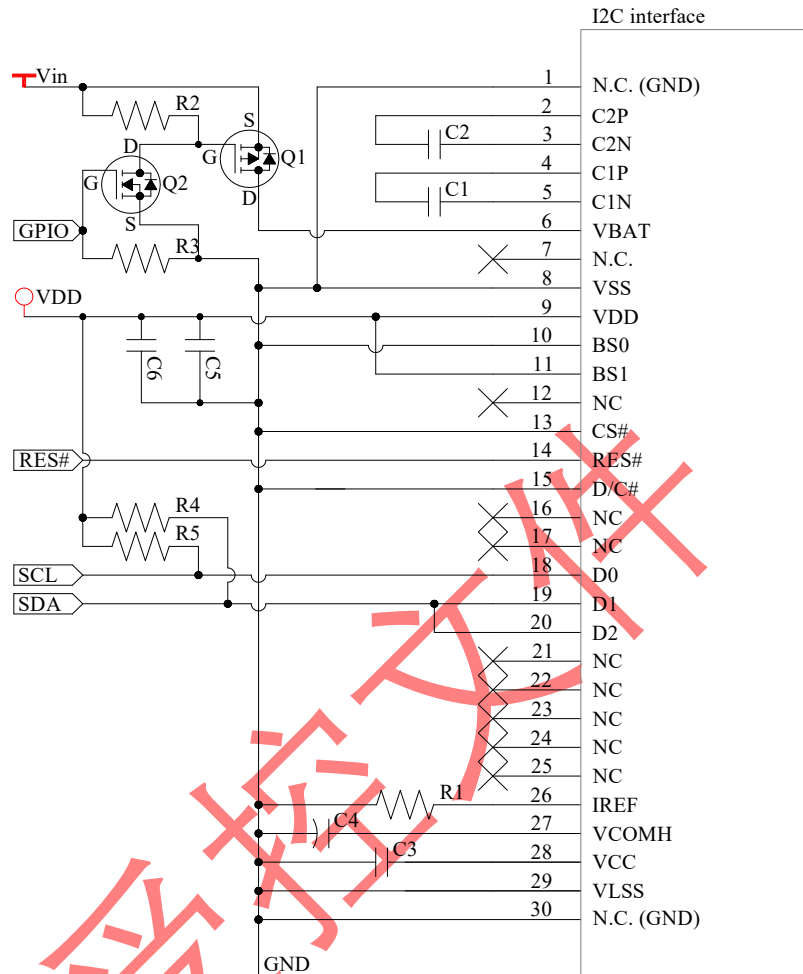 I2C interface
Vin
R2
S
G
Q1
D
D
G
Q2
S
GPIO
R3
VDD
C6
C5
RES#
R4
R5
SCL
SDA
C2
C1
R1
C4
C3
GND
1 N.C. (GND)
2 C2P
3 C2N
4 C1P
5 C1N
6 VBAT
7 N.C.
8 VSS
9 VDD
10 BS0
11 BS1
12 NC
13 CS#
14 RES#
15 D/C#
16 NC
17 NC
18 D0
19 D1
20 D2
21 NC
22 NC
23 NC
24 NC
25 NC
26 IREF
27 VCOMH
28 VCC
29 VLSS
30 N.C. (GND)
受控文件